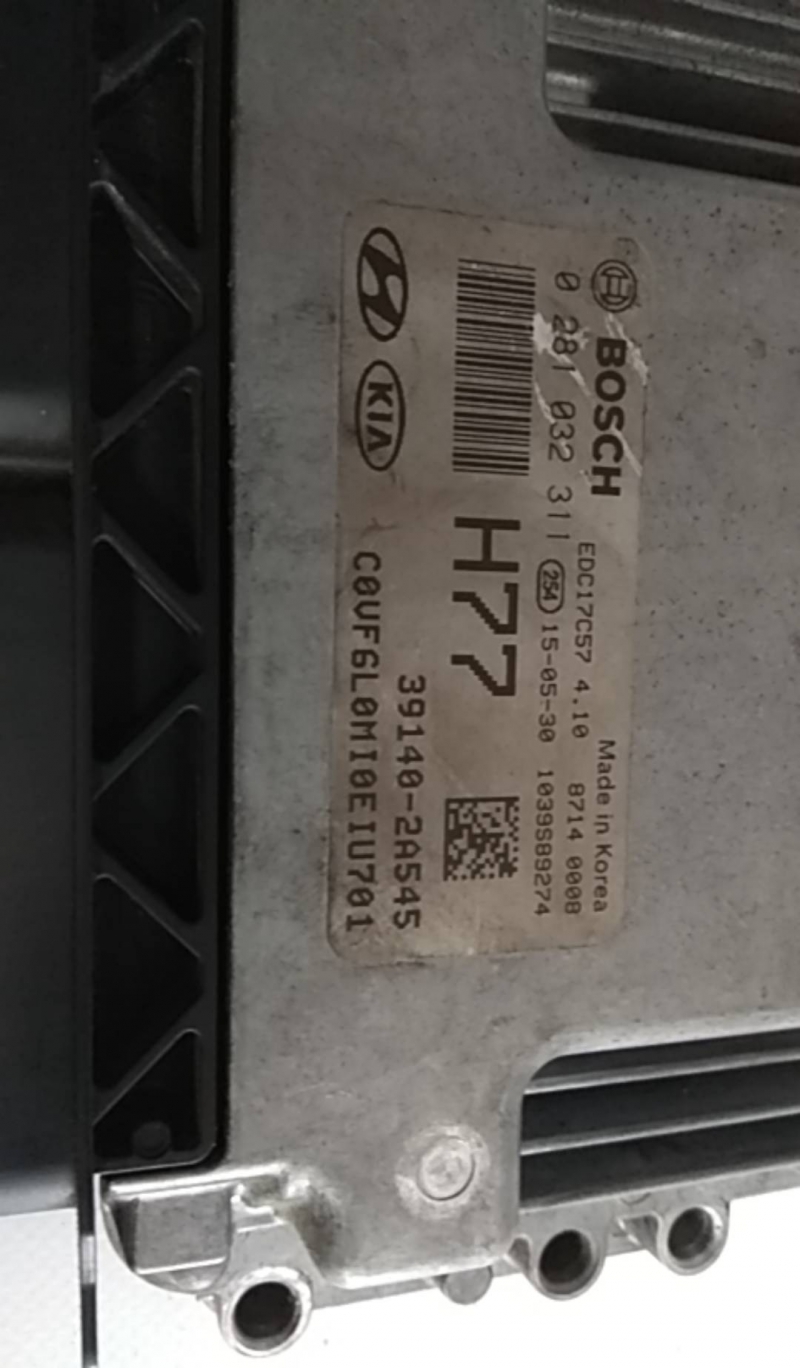 BOSCH
Made in Korea
EDC17C57 4.10 8714 0008
0 281 032 311 254 15-05-30 1039S89274
H77
39140-2A545
KIA
C0VF6L0MI0EIU701